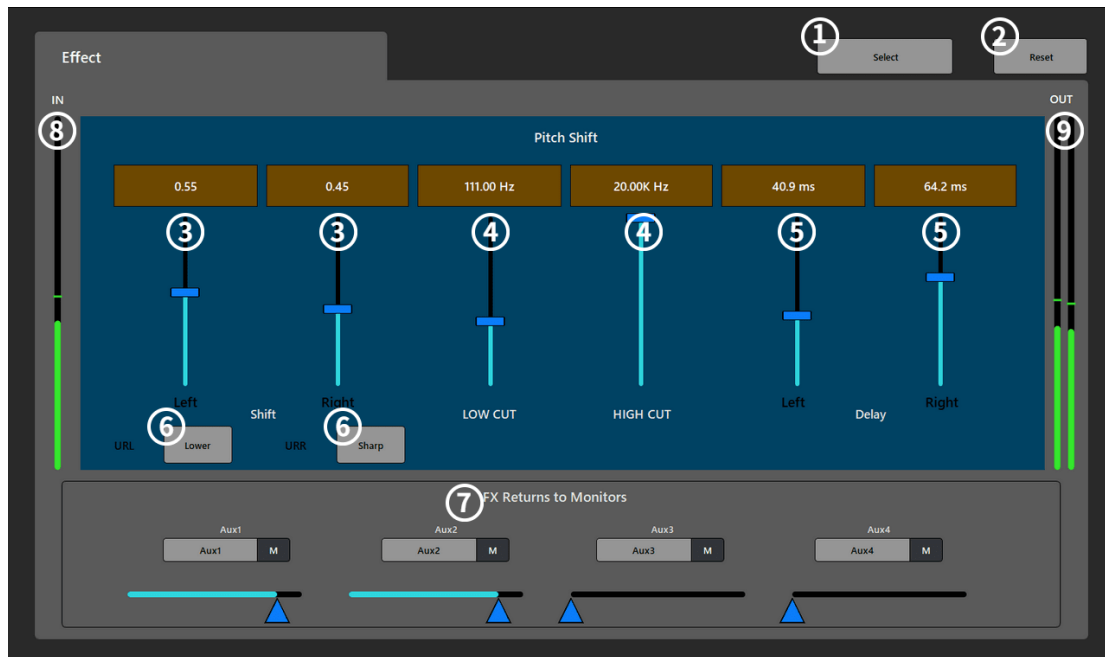 ① Select ② Reset
Effect
IN OUT
⑧ ⑨
Pitch Shift
0.55 0.45 111.00 Hz 20.00K Hz 40.9 ms 64.2 ms
③ ③ ④ ④ ⑤ ⑤
Left Right Left Right
Shift LOW CUT HIGH CUT Delay
⑥ ⑥
URL Lower URR Sharp
⑦ FX Returns to Monitors
Aux1 Aux2 Aux3 Aux4
Aux1 M Aux2 M Aux3 M Aux4 M